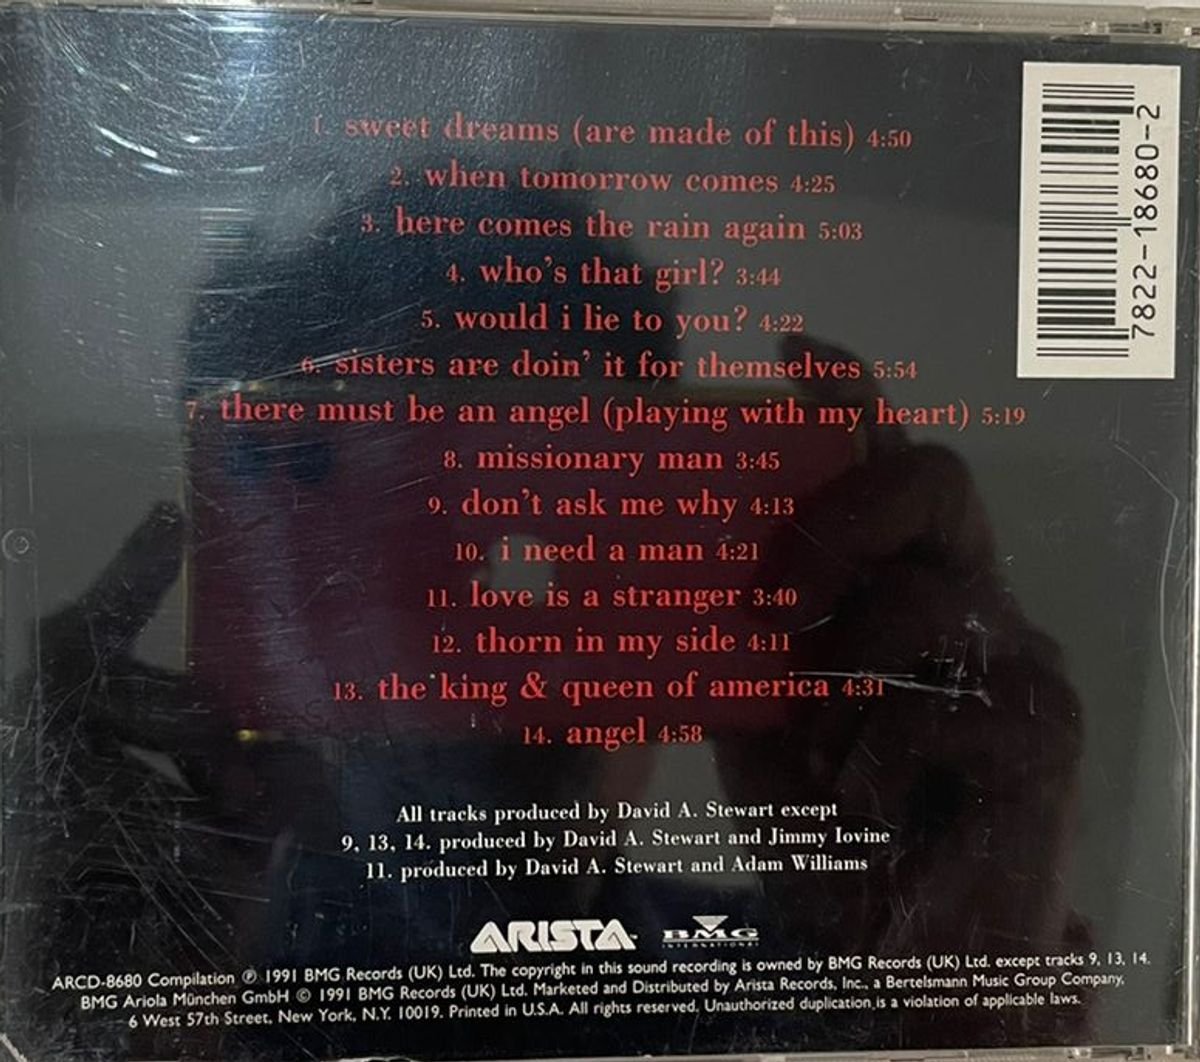 1. sweet dreams (are made of this) 4:50
2. when tomorrow comes 4:25
3. here comes the rain again 5:03
4. who's that girl? 3:44
5. would i lie to you? 4:22
6. sisters are doin' it for themselves 5:54
7. there must be an angel (playing with my heart) 5:19
8. missionary man 3:45
9. don't ask me why 4:13
10. i need a man 4:21
11. love is a stranger 3:40
12. thorn in my side 4:11
13. the king & queen of america 4:31
14. angel 4:58
7822-18680-2
All tracks produced by David A. Stewart except
9, 13, 14. produced by David A. Stewart and Jimmy Iovine
11. produced by David A. Stewart and Adam Williams
ARISTA BMG
INTERNATIONAL
ARCD-8680 Compilation ℗ 1991 BMG Records (UK) Ltd. The copyright in this sound recording is owned by BMG Records (UK) Ltd. except tracks 9, 13, 14.
BMG Ariola München GmbH © 1991 BMG Records (UK) Ltd. Marketed and Distributed by Arista Records, Inc., a Bertelsmann Music Group Company,
6 West 57th Street, New York, N.Y. 10019. Printed in U.S.A. All rights reserved. Unauthorized duplication is a violation of applicable laws.